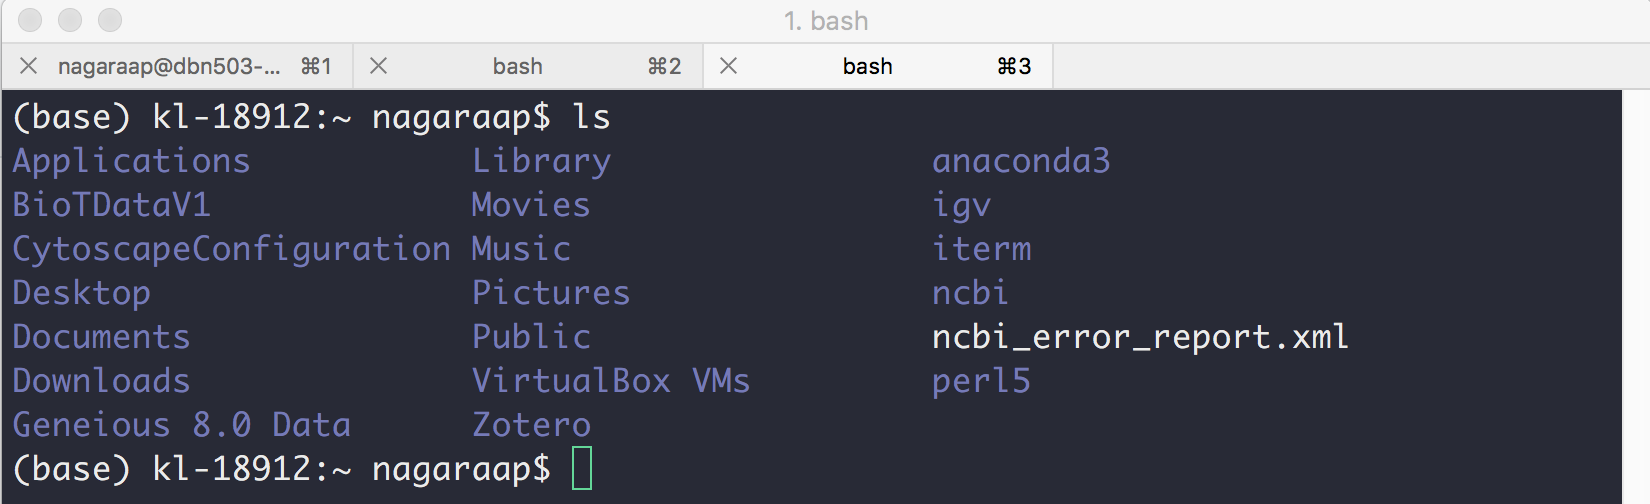 1. bash
nagaraap@dbn503-... ⌘1 bash ⌘2 bash ⌘3
(base) kl-18912:~ nagaraap$ ls
Applications Library anaconda3
BioTDataV1 Movies igv
CytoscapeConfiguration Music iterm
Desktop Pictures ncbi
Documents Public ncbi_error_report.xml
Downloads VirtualBox VMs perl5
Geneious 8.0 Data Zotero
(base) kl-18912:~ nagaraap$